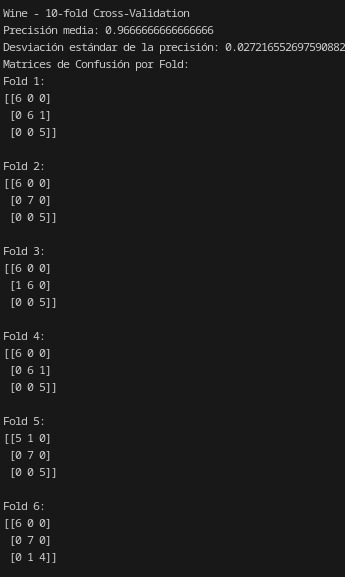 Wine - 10-fold Cross-Validation
Precisión media: 0.9666666666666666
Desviación estándar de la precisión: 0.027216552697590882
Matrices de Confusión por Fold:
Fold 1:
[[6 0 0]
[0 6 1]
[0 0 5]]
Fold 2:
[[6 0 0]
[0 7 0]
[0 0 5]]
Fold 3:
[[6 0 0]
[1 6 0]
[0 0 5]]
Fold 4:
[[6 0 0]
[0 6 1]
[0 0 5]]
Fold 5:
[[5 1 0]
[0 7 0]
[0 0 5]]
Fold 6:
[[6 0 0]
[0 7 0]
[0 1 4]]